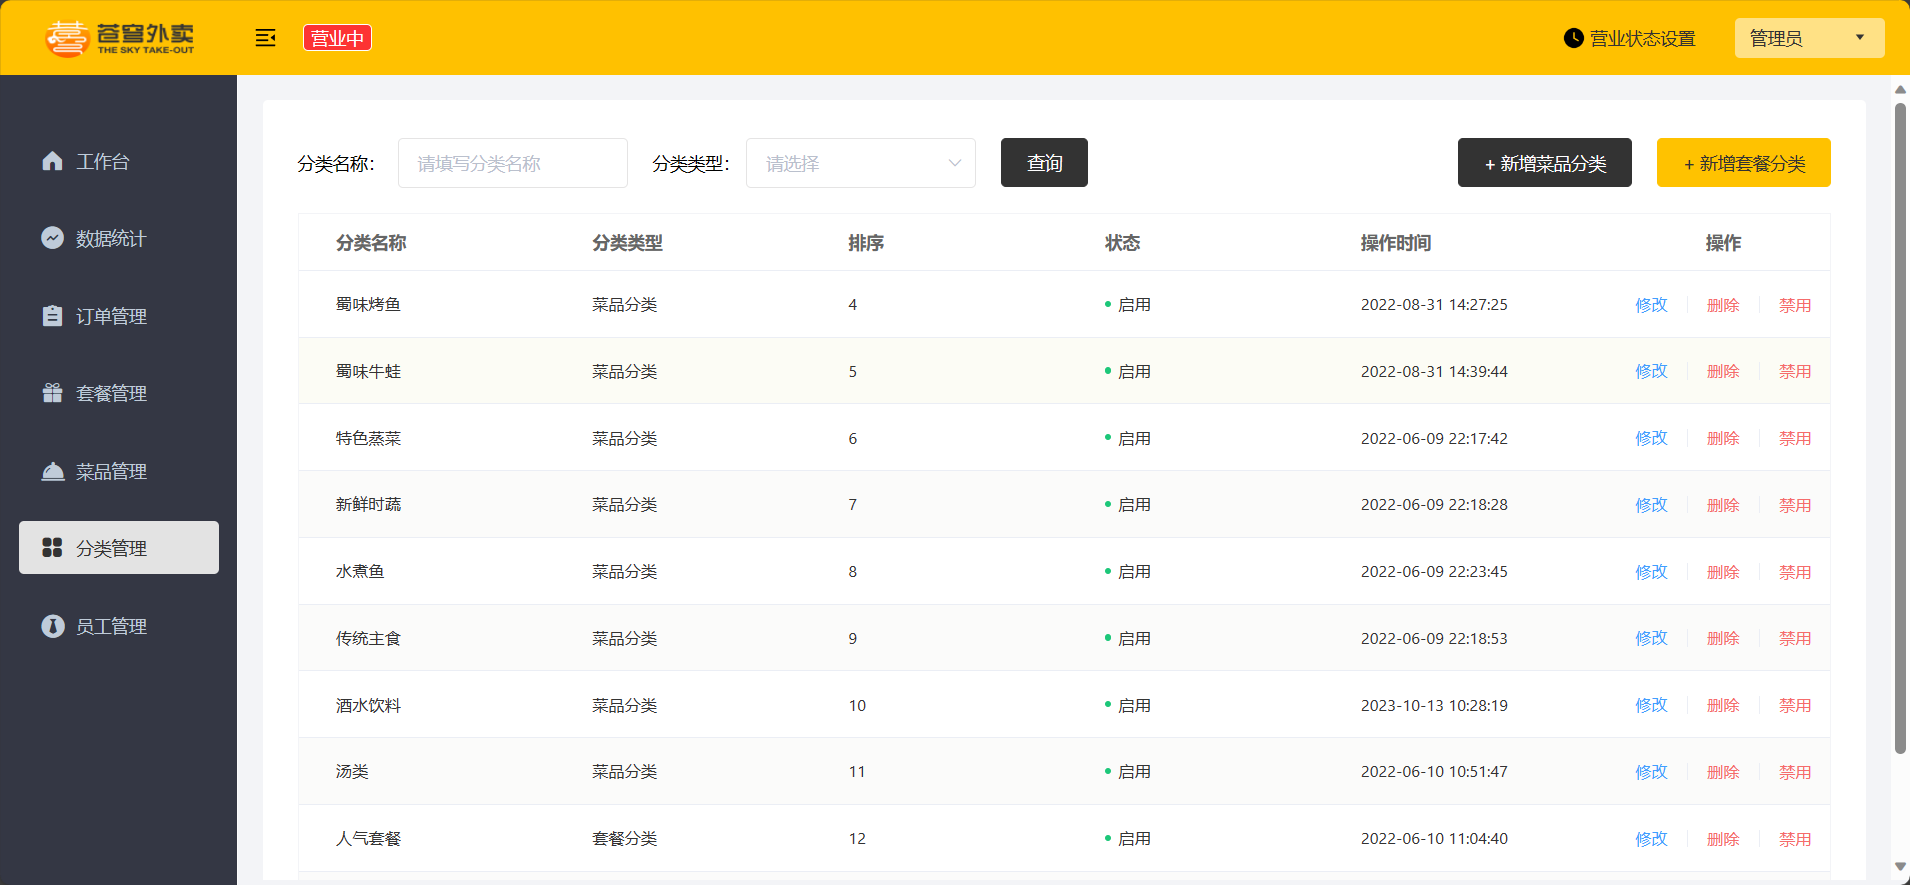 苍穹外卖
THE SKY TAKE-OUT
营业中
营业状态设置
管理员
工作台
数据统计
订单管理
套餐管理
菜品管理
分类管理
员工管理
分类名称: 请填写分类名称 分类类型: 请选择 查询 + 新增菜品分类 + 新增套餐分类
分类名称 分类类型 排序 状态 操作时间 操作
蜀味烤鱼 菜品分类 4 启用 2022-08-31 14:27:25 修改 删除 禁用
蜀味牛蛙 菜品分类 5 启用 2022-08-31 14:39:44 修改 删除 禁用
特色蒸菜 菜品分类 6 启用 2022-06-09 22:17:42 修改 删除 禁用
新鲜时蔬 菜品分类 7 启用 2022-06-09 22:18:28 修改 删除 禁用
水煮鱼 菜品分类 8 启用 2022-06-09 22:23:45 修改 删除 禁用
传统主食 菜品分类 9 启用 2022-06-09 22:18:53 修改 删除 禁用
酒水饮料 菜品分类 10 启用 2023-10-13 10:28:19 修改 删除 禁用
汤类 菜品分类 11 启用 2022-06-10 10:51:47 修改 删除 禁用
人气套餐 套餐分类 12 启用 2022-06-10 11:04:40 修改 删除 禁用